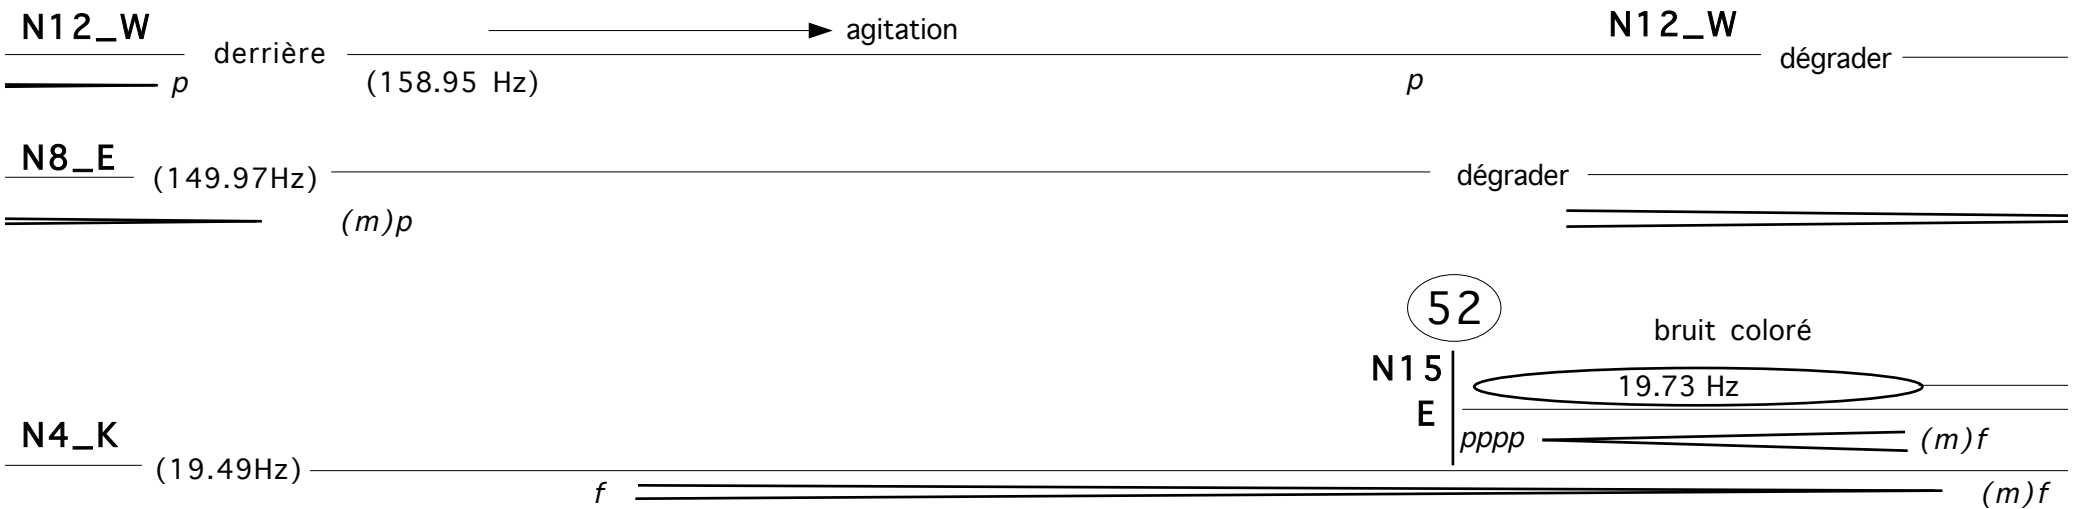 N12_W
agitation
N12_W
derrière
dégrader
p
(158.95 Hz)
p
N8_E
(149.97Hz)
dégrader
(m)p
52
bruit coloré
N15
19.73 Hz
E
N4_K
pppp
(m)f
(19.49Hz)
f
(m)f